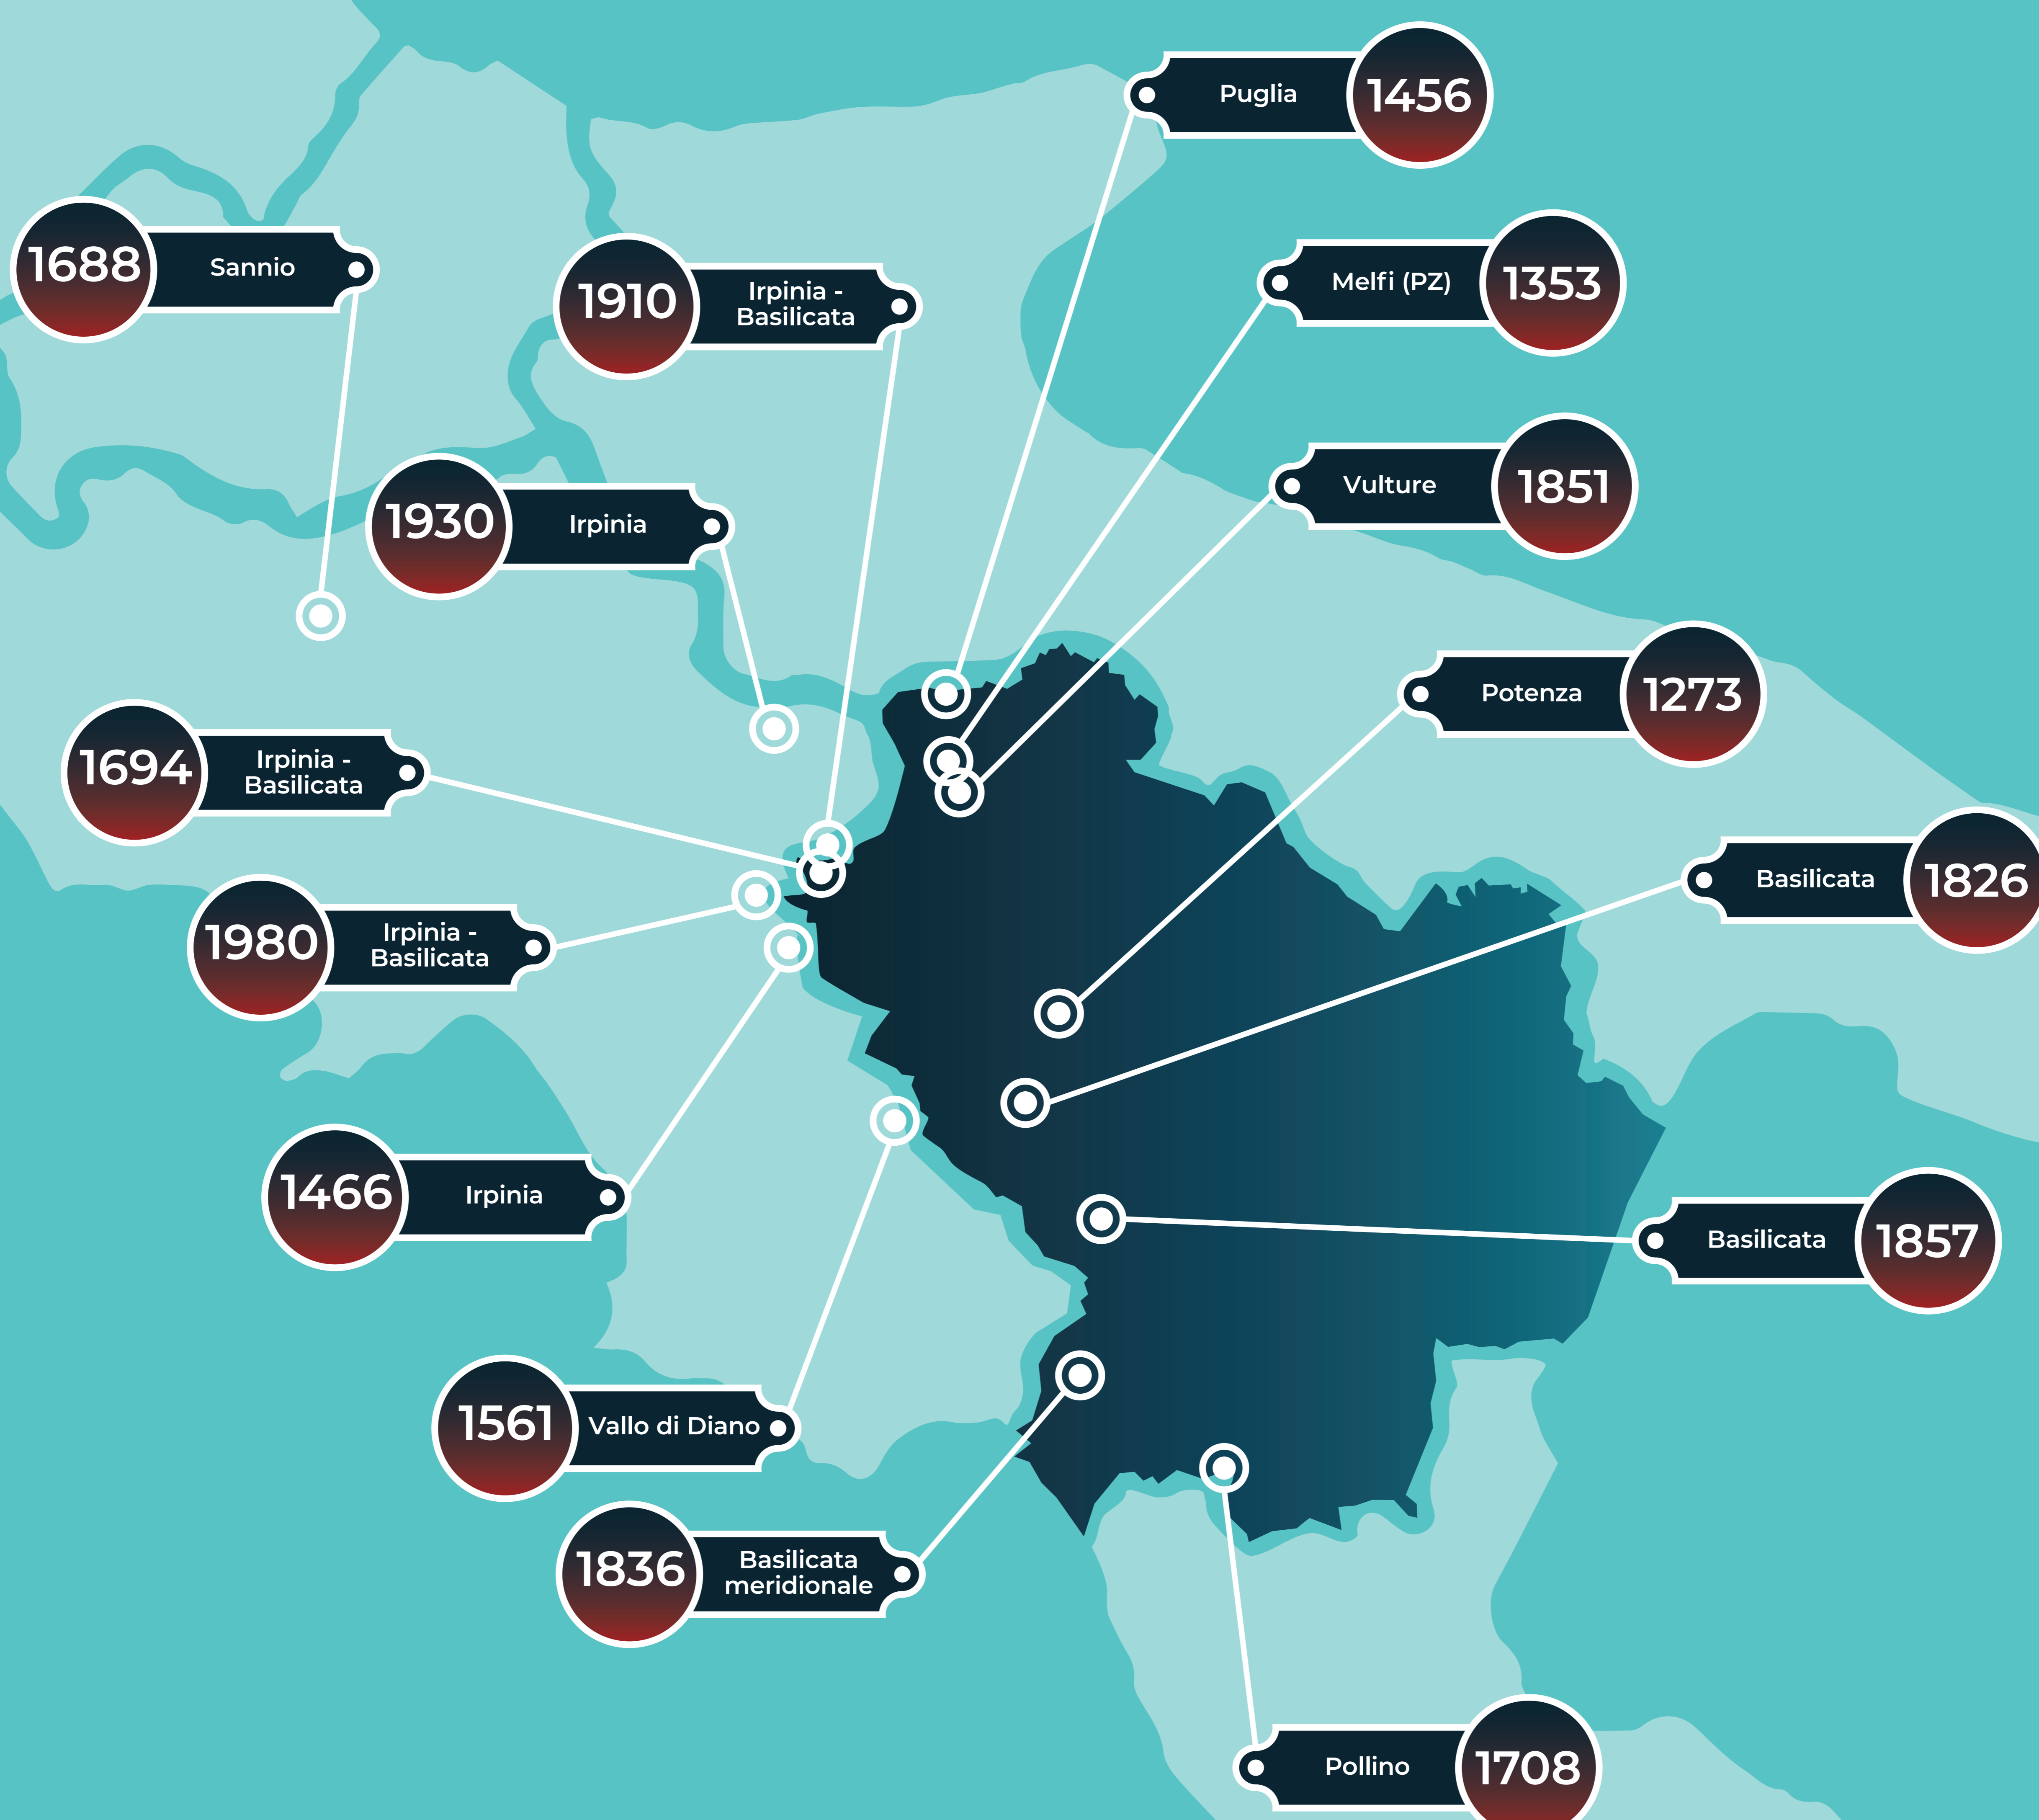 Puglia
1456
1688
Sannio
1910
Irpinia -
Basilicata
Melfi (PZ)
1353
1930
Irpinia
Vulture
1851
Potenza
1273
1694
Irpinia -
Basilicata
Basilicata
1826
1980
Irpinia -
Basilicata
1466
Irpinia
Basilicata
1857
1561
Vallo di Diano
1836
Basilicata
meridionale
Pollino
1708